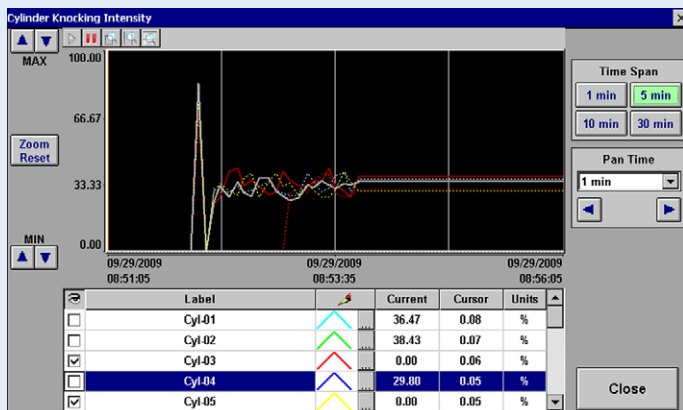 Cylinder Knocking Intensity
MAX
Zoom
Reset
MIN
100.00
66.67
33.33
0.00
09/29/2009 09/29/2009 09/29/2009
08:51:05 08:53:35 08:56:05
Time Span
1 min 5 min
10 min 30 min
Pan Time
1 min
Label Current Cursor Units
Cyl-01 ... 36.47 0.08 %
Cyl-02 ... 38.43 0.07 %
Cyl-03 ... 0.00 0.06 %
Cyl-04 ... 29.80 0.05 %
Cyl-05 ... 0.00 0.05 %
Close